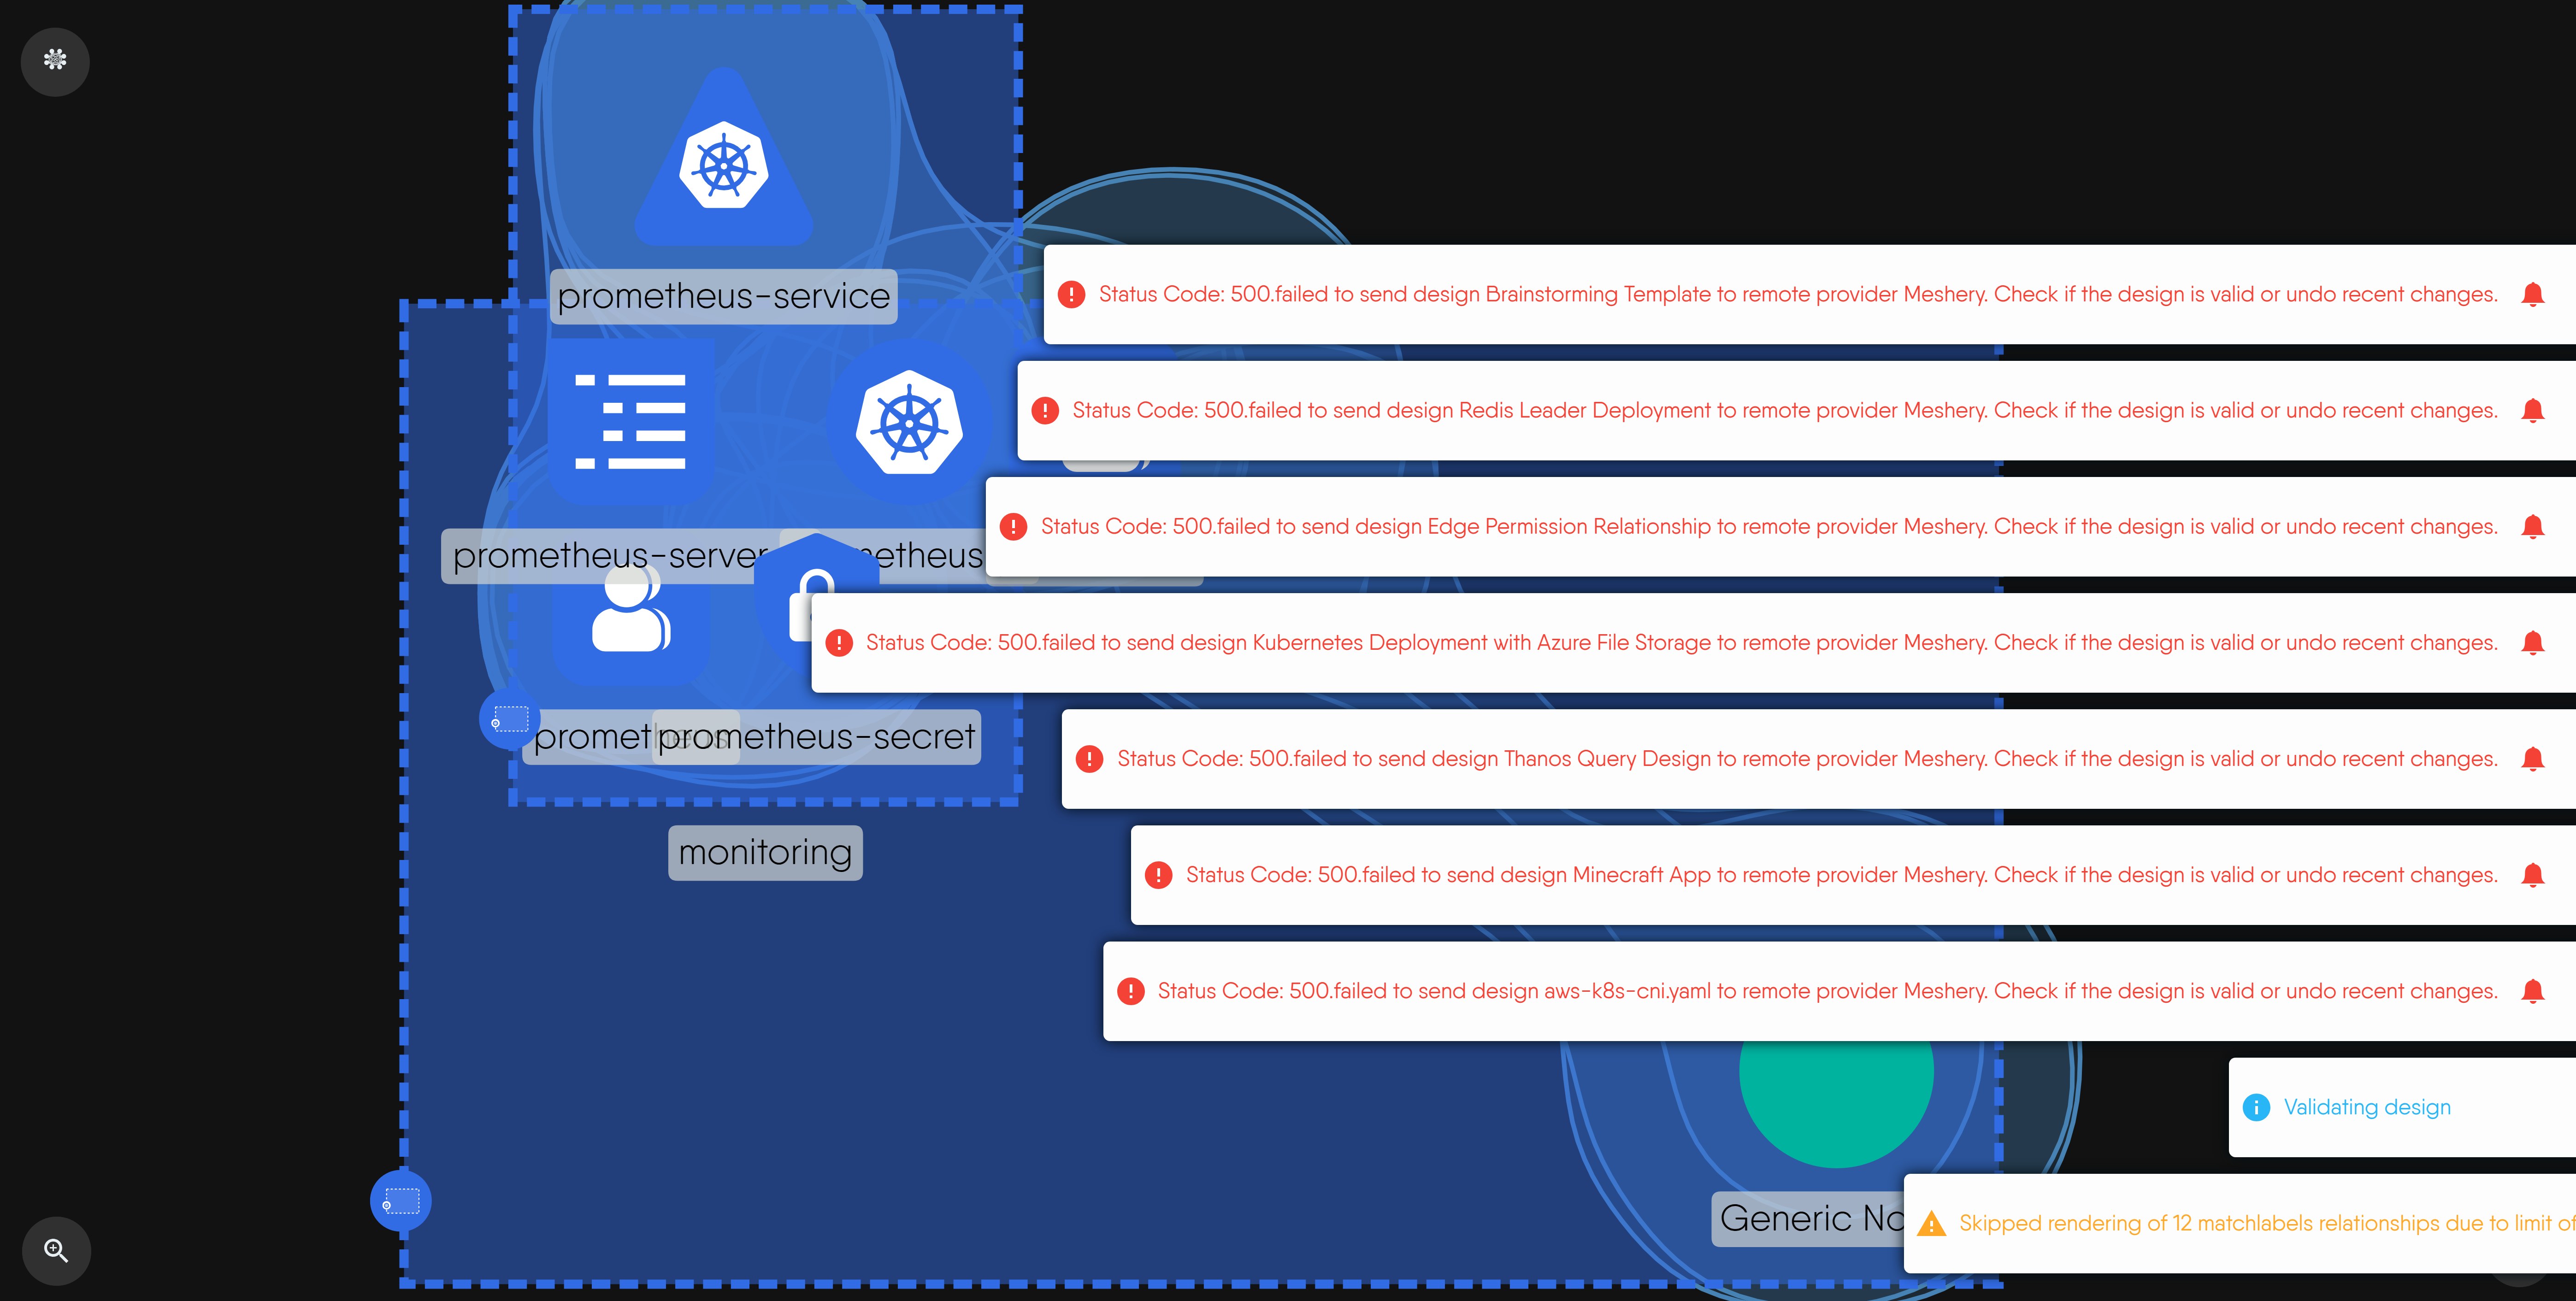 prometheus-service
Status Code: 500.failed to send design Brainstorming Template to remote provider Meshery. Check if the design is valid or undo recent changes.
Status Code: 500.failed to send design Redis Leader Deployment to remote provider Meshery. Check if the design is valid or undo recent changes.
Status Code: 500.failed to send design Edge Permission Relationship to remote provider Meshery. Check if the design is valid or undo recent changes.
prometheus-server
etheus
Status Code: 500.failed to send design Kubernetes Deployment with Azure File Storage to remote provider Meshery. Check if the design is valid or undo recent changes.
prometheus
prometheus-secret
Status Code: 500.failed to send design Thanos Query Design to remote provider Meshery. Check if the design is valid or undo recent changes.
monitoring
Status Code: 500.failed to send design Minecraft App to remote provider Meshery. Check if the design is valid or undo recent changes.
Status Code: 500.failed to send design aws-k8s-cni.yaml to remote provider Meshery. Check if the design is valid or undo recent changes.
Validating design
Generic No
Skipped rendering of 12 matchlabels relationships due to limit of